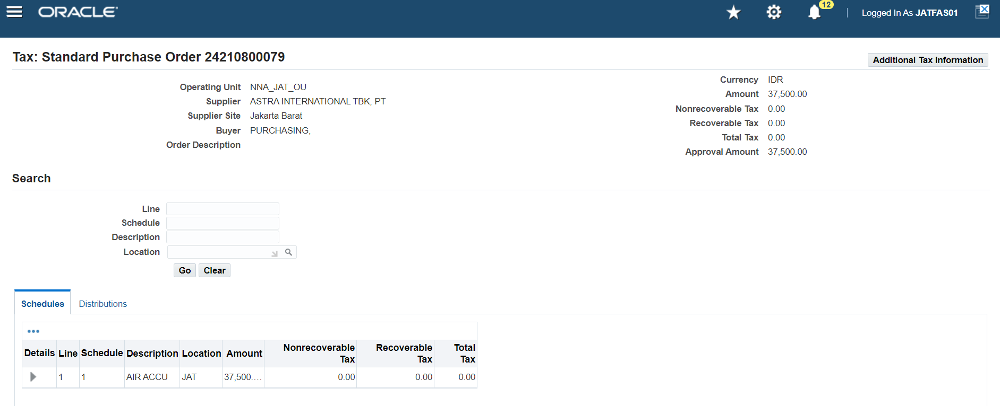 ORACLE
12
Logged In As JATFAS01
Tax: Standard Purchase Order 24210800079
Additional Tax Information
Operating Unit NNA_JAT_OU
Supplier ASTRA INTERNATIONAL TBK, PT
Supplier Site Jakarta Barat
Buyer PURCHASING,
Order Description
Currency IDR
Amount 37,500.00
Nonrecoverable Tax 0.00
Recoverable Tax 0.00
Total Tax 0.00
Approval Amount 37,500.00
Search
Line
Schedule
Description
Location
Go Clear
Schedules Distributions
Details Line Schedule Description Location Amount Nonrecoverable Tax Recoverable Tax Total Tax
1 1 AIR ACCU JAT 37,500.... 0.00 0.00 0.00